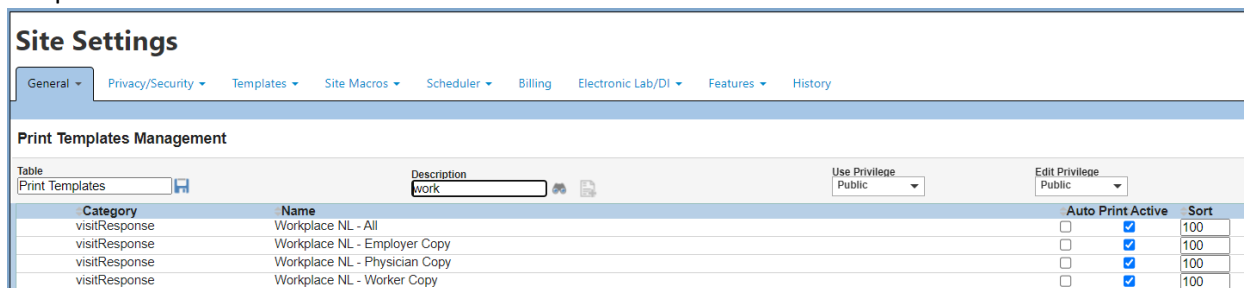 Site Settings
General Privacy/Security Templates Site Macros Scheduler Billing Electronic Lab/DI Features History
Print Templates Management
Table Description Use Privilege Edit Privilege
Print Templates work Public Public
Category Name Auto Print Active Sort
visitResponse Workplace NL - All 100
visitResponse Workplace NL - Employer Copy 100
visitResponse Workplace NL - Physician Copy 100
visitResponse Workplace NL - Worker Copy 100